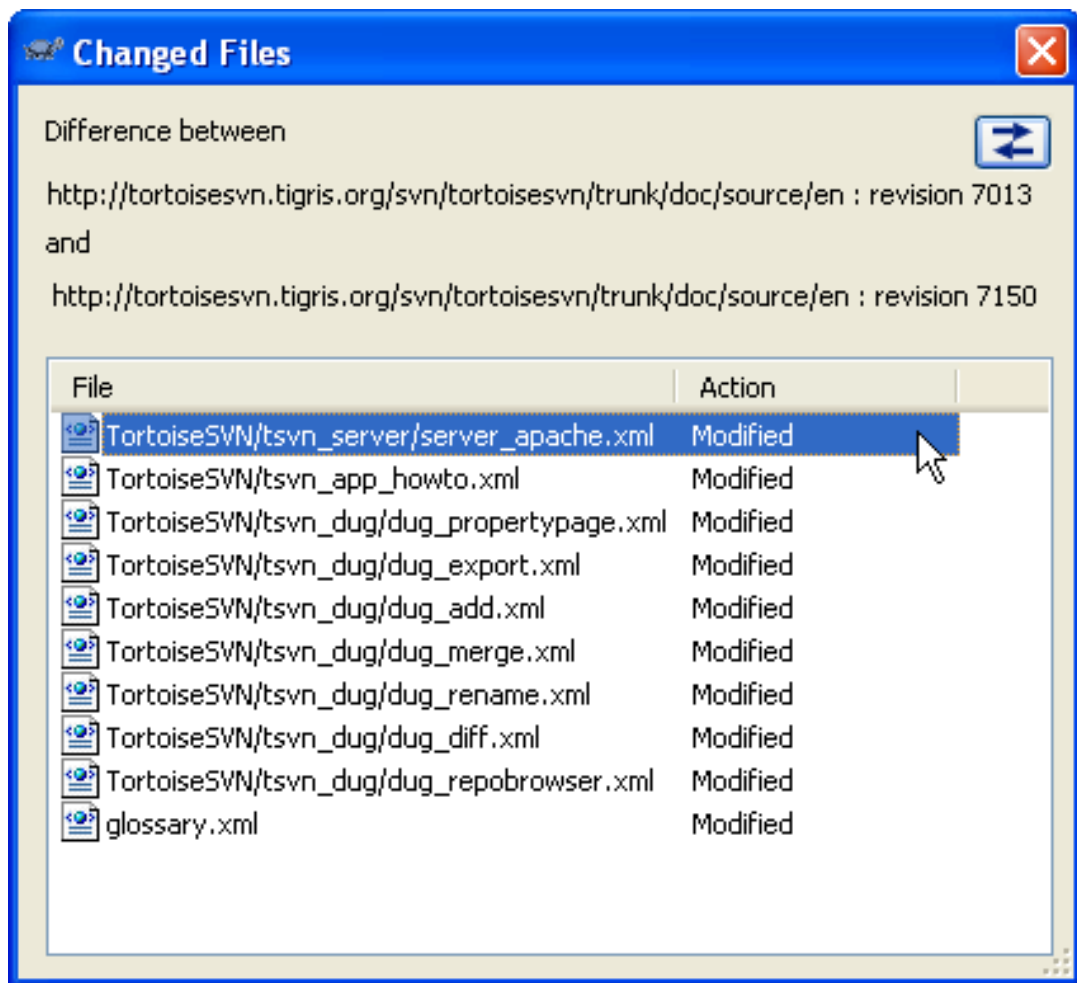 Changed Files
Difference between
http://tortoisesvn.tigris.org/svn/tortoisesvn/trunk/doc/source/en : revision 7013
and
http://tortoisesvn.tigris.org/svn/tortoisesvn/trunk/doc/source/en : revision 7150
File Action
TortoiseSVN/tsvn_server/server_apache.xml Modified
TortoiseSVN/tsvn_app_howto.xml Modified
TortoiseSVN/tsvn_dug/dug_propertypage.xml Modified
TortoiseSVN/tsvn_dug/dug_export.xml Modified
TortoiseSVN/tsvn_dug/dug_add.xml Modified
TortoiseSVN/tsvn_dug/dug_merge.xml Modified
TortoiseSVN/tsvn_dug/dug_rename.xml Modified
TortoiseSVN/tsvn_dug/dug_diff.xml Modified
TortoiseSVN/tsvn_dug/dug_repobrowser.xml Modified
glossary.xml Modified